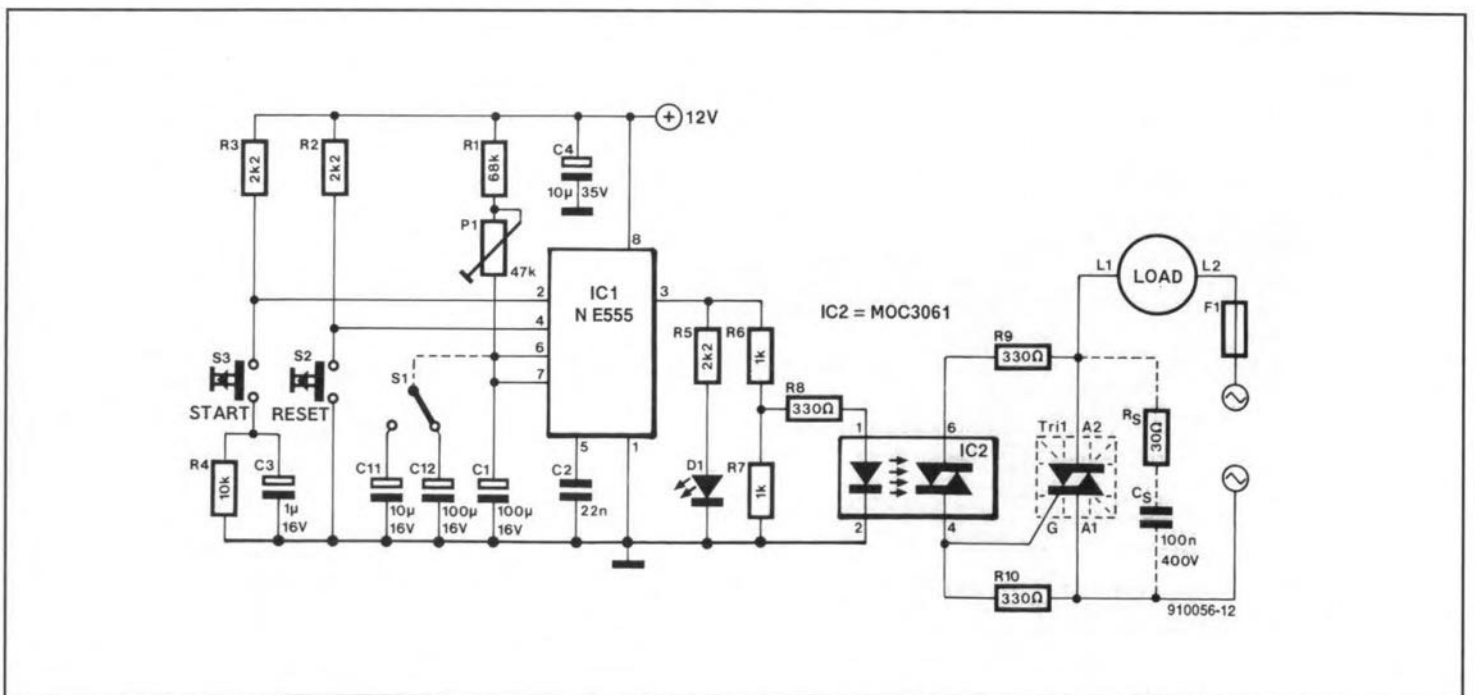 12V
R3
2k2
R2
2k2
R1
68k
C4
10µ 35V
P1
47k
8
2
IC1
N E555
3
4
6
7
5
1
S3
START
S2
RESET
S1
R4
10k
C3
1µ
16V
C11
10µ
16V
C12
100µ
16V
C1
100µ
16V
C2
22n
R5
2k2
R6
1k
D1
R7
1k
R8
330Ω
IC2 = MOC3061
1
6
IC2
2
4
R9
330Ω
R10
330Ω
L1
LOAD
L2
F1
Tri1
A2
G
A1
RS
30Ω
CS
100n
400V
910056-12